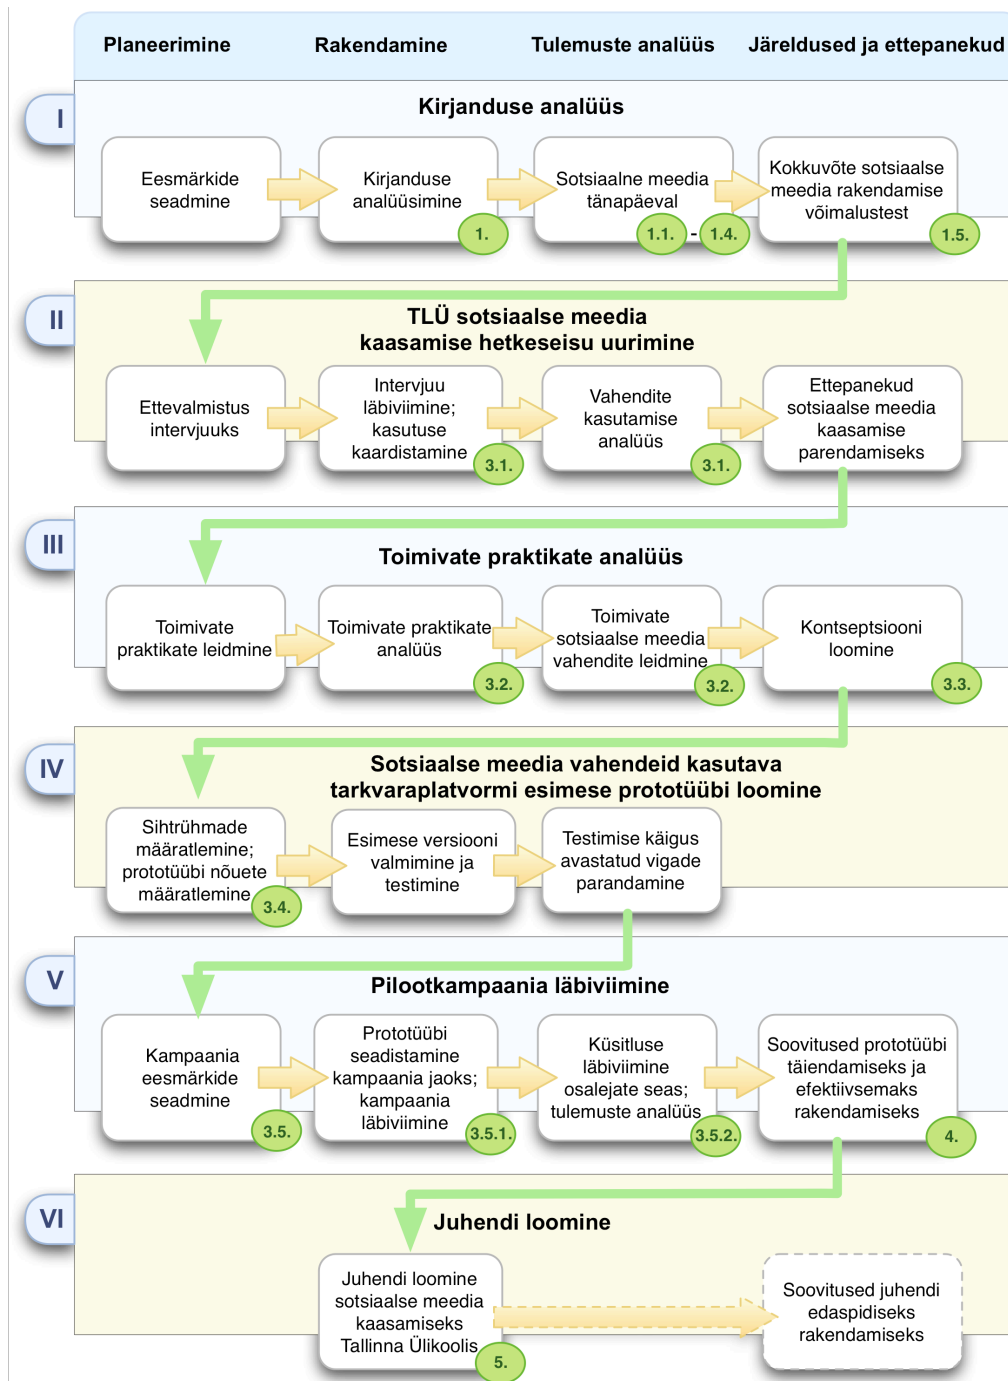 Planeerimine
Rakendamine
Tulemuste analüüs
Järeldused ja ettepanekud
I
Kirjanduse analüüs
Eesmärkide
seadmine
Kirjanduse
analüüsimine
1.
Sotsiaalne meedia
tänapäeval
1.1. - 1.4.
Kokkuvõte sotsiaalse
meedia rakendamise
võimalustest
1.5.
II
TLÜ sotsiaalse meedia
kaasamise hetkeseisu uurimine
Ettevalmistus
intervjuuks
Intervjuu
läbiviimine;
kasutuse
kaardistamine
3.1.
Vahendite
kasutamise
analüüs
3.1.
Ettepanekud
sotsiaalse meedia
kaasamise
parendamiseks
III
Toimivate praktikate analüüs
Toimivate
praktikate leidmine
Toimivate praktikate
analüüs
3.2.
Toimivate
sotsiaalse meedia
vahendite leidmine
3.2.
Kontseptsiooni
loomine
3.3.
IV
Sotsiaalse meedia vahendeid kasutava
tarkvaraplatvormi esimese prototüübi loomine
Sihtrühmade
määratlemine;
prototüübi nõuete
määratlemine
3.4.
Esimese versiooni
valmimine ja
testimine
Testimise käigus
avastatud vigade
parandamine
V
Pilootkampaania läbiviimine
Kampaania
eesmärkide
seadmine
3.5.
Prototüübi
seadistamine
kampaania jaoks;
kampaania
läbiviimine
3.5.1.
Küsitluse
läbiviimine
osalejate seas;
tulemuste analüüs
3.5.2.
Soovitused prototüübi
täiendamiseks ja
efektiivsemaks
rakendamiseks
4.
VI
Juhendi loomine
Juhendi loomine
sotsiaalse meedia
kaasamiseks
Tallinna Ülikoolis
5.
Soovitused juhendi
edaspidiseks
rakendamiseks